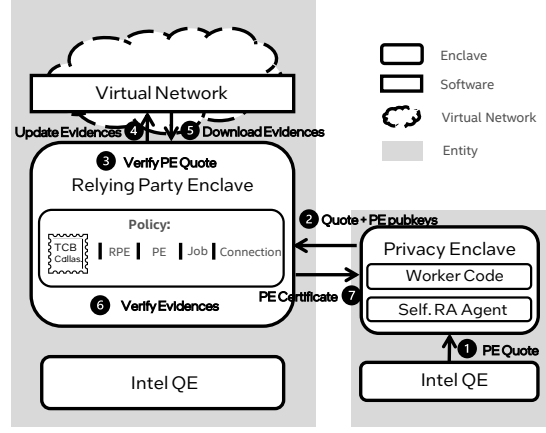 Virtual Network
Update Evidences 4
5 Download Evidences
3 Verify PE Quote
Relying Party Enclave
Policy:
TCB
Collas.
RPE
PE
Job
Connection
6 Verify Evidences
Intel QE
Enclave
Software
Virtual Network
Entity
2 Quote + PE pubkeys
Privacy Enclave
Worker Code
PE Certificate 7
Self. RA Agent
1 PE Quote
Intel QE